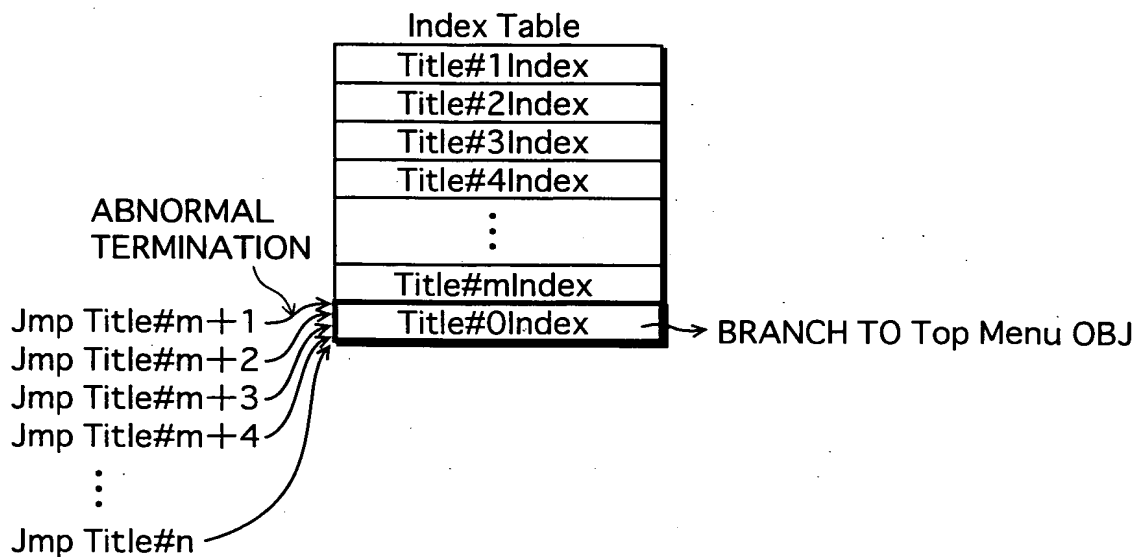 Index Table
Title#1Index
Title#2Index
Title#3Index
Title#4Index
⋮
Title#mIndex
Title#0Index
BRANCH TO Top Menu OBJ
ABNORMAL
TERMINATION
Jmp Title#m+1
Jmp Title#m+2
Jmp Title#m+3
Jmp Title#m+4
⋮
Jmp Title#n